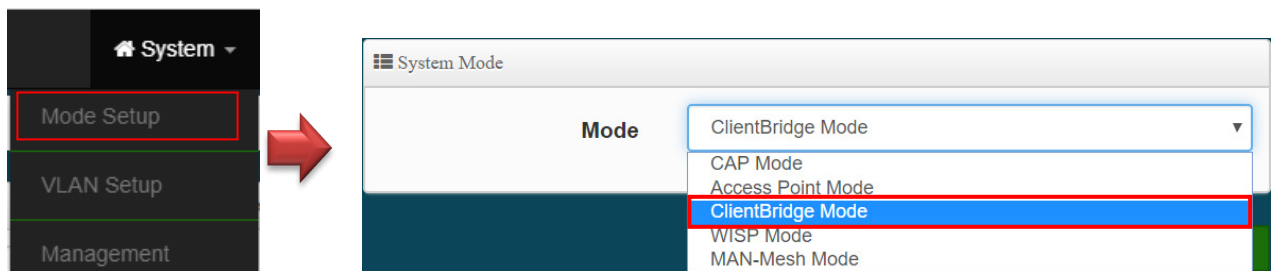 System
Mode Setup
VLAN Setup
Management
System Mode
Mode
ClientBridge Mode
CAP Mode
Access Point Mode
ClientBridge Mode
WISP Mode
MAN-Mesh Mode